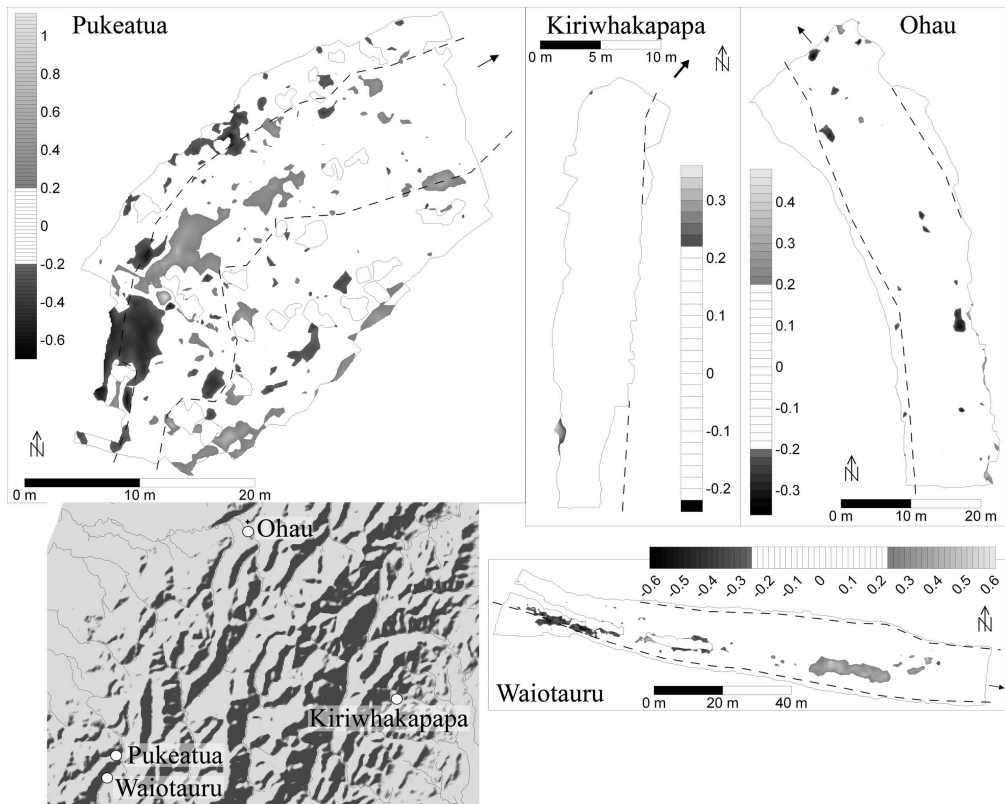 Pukeatua
1
0.8
0.6
0.4
0.2
0
-0.2
-0.4
-0.6
N
0 m 10 m 20 m
Kiriwhakapapa
0 m 5 m 10 m
N
0.3
0.2
0.1
0
-0.1
-0.2
Ohau
0.4
0.3
0.2
0.1
0
-0.1
-0.2
-0.3
N
0 m 10 m 20 m
Ohau
Kiriwhakapapa
Pukeatua
Waiotauru
-0.6 -0.5 -0.4 -0.3 -0.2 -0.1 0 0.1 0.2 0.3 0.4 0.5 0.6
N
Waiotauru
0 m 20 m 40 m